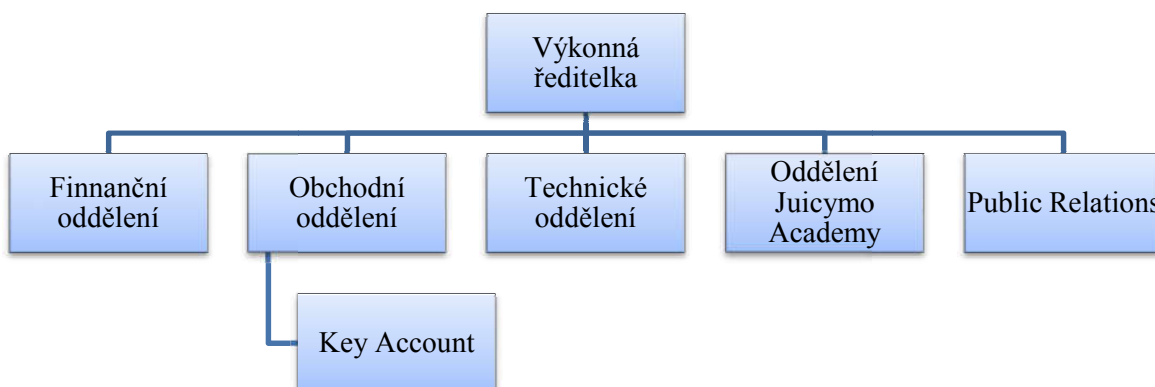 Výkonná
ředitelka
Finnanční
oddělení
Obchodní
oddělení
Technické
oddělení
Oddělení
Juicymo
Academy
Public Relations
Key Account